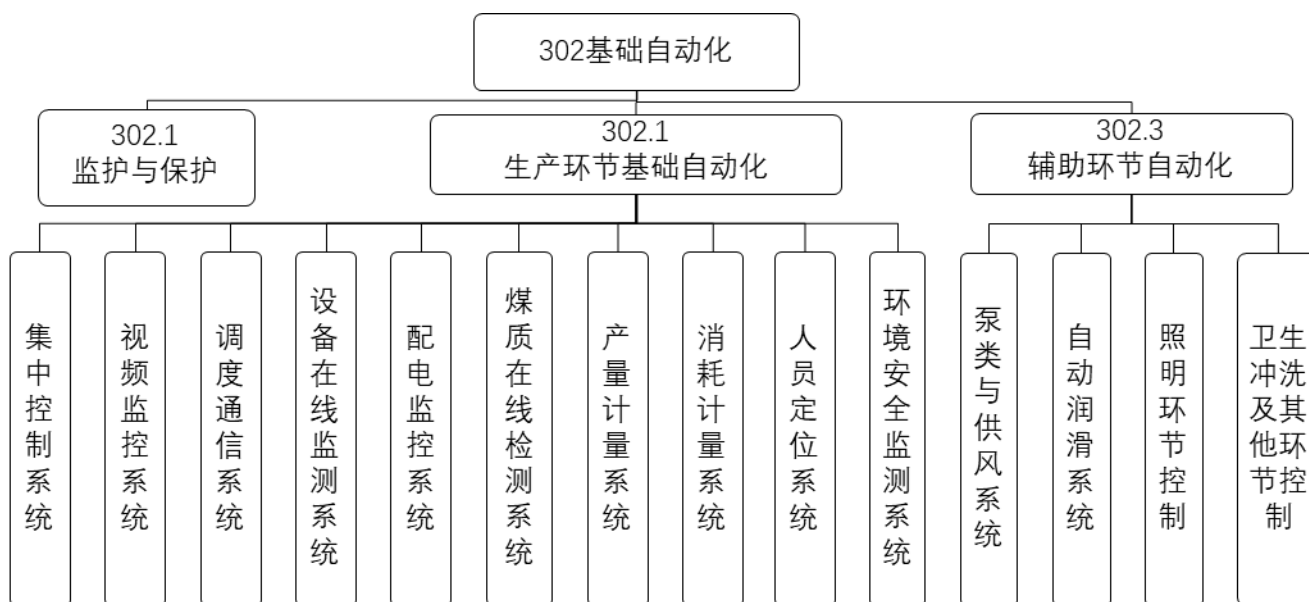 302基础自动化
302.1
监护与保护
302.1
生产环节基础自动化
302.3
辅助环节自动化
集中控制系统
视频监控系统
调度通信系统
设备在线监测系统
配电监控系统
煤质在线检测系统
产量计量系统
消耗计量系统
人员定位系统
环境安全监测系统
泵类与供风系统
自动润滑系统
照明环节控制
卫生
冲洗
及其
他环
节控
制